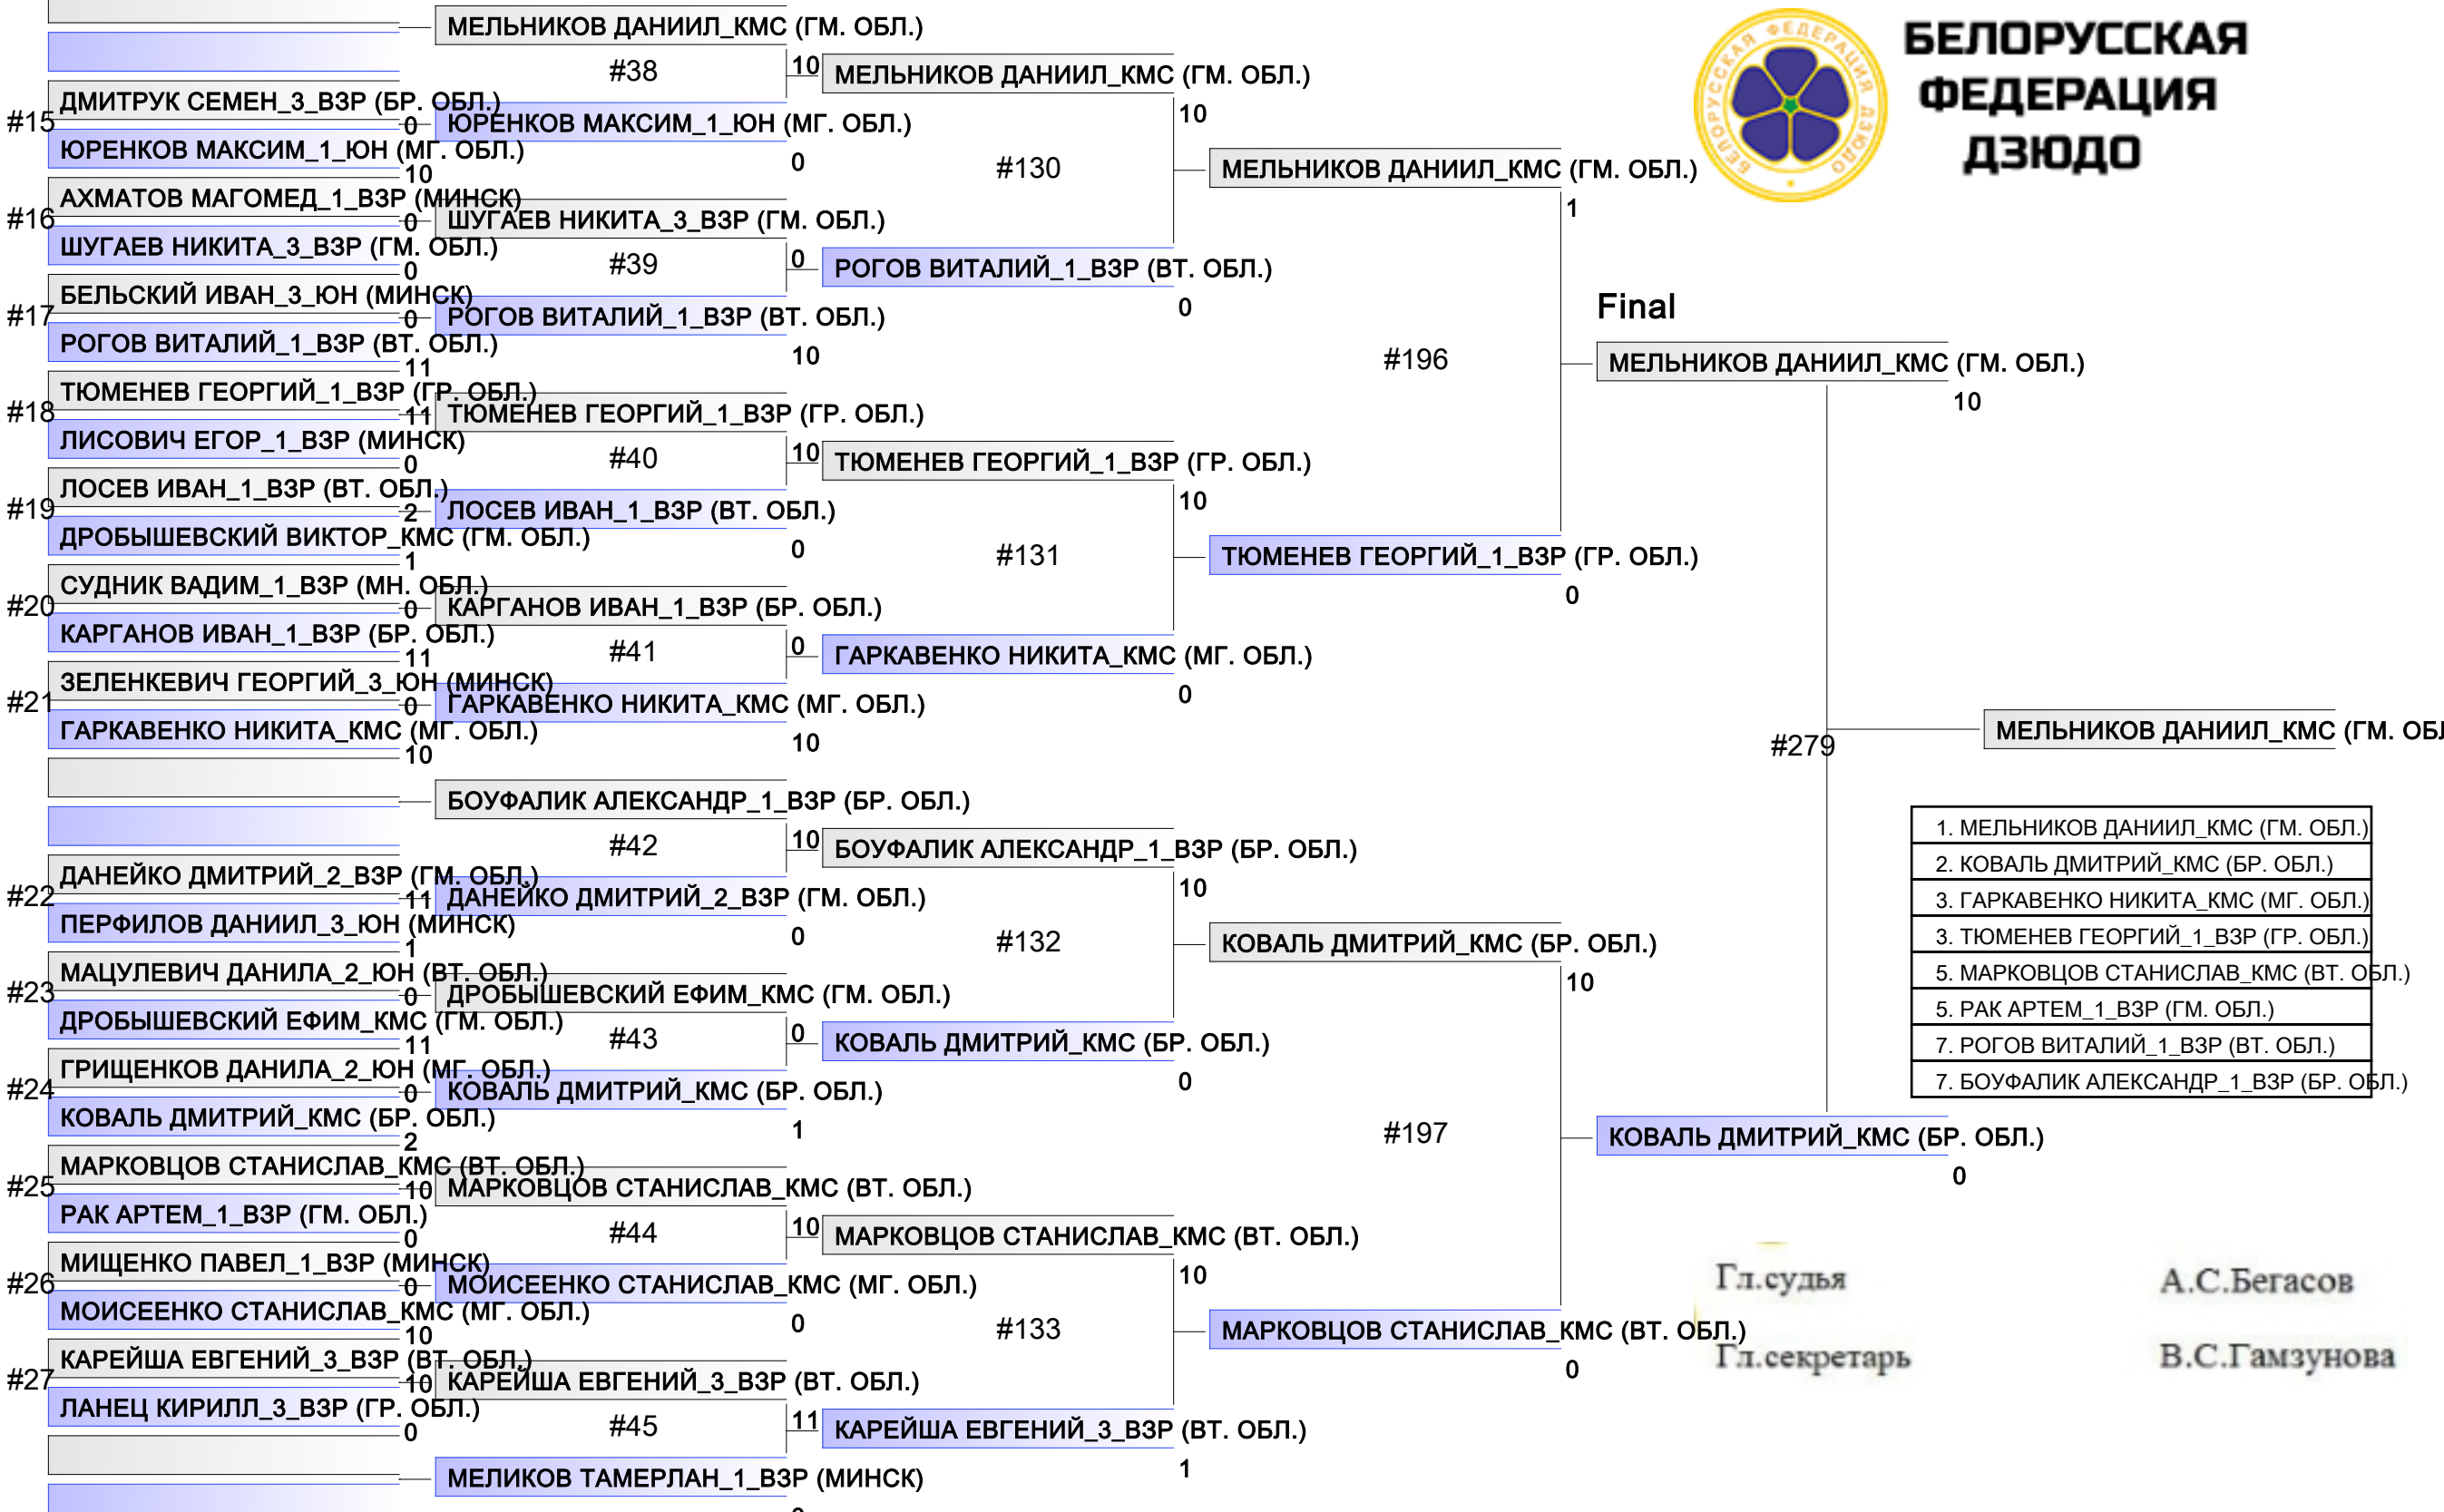 БЕЛОРУССКАЯ
ФЕДЕРАЦИЯ
ДЗЮДО
БЕЛОРУССКАЯ ФЕДЕРАЦИЯ ДЗЮДО
#15
ДМИТРУК СЕМЕН_3_ВЗР (БР. ОБЛ.)
0
ЮРЕНКОВ МАКСИМ_1_ЮН (МГ. ОБЛ.)
10
#16
АХМАТОВ МАГОМЕД_1_ВЗР (МИНСК)
0
ШУГАЕВ НИКИТА_3_ВЗР (ГМ. ОБЛ.)
0
#17
БЕЛЬСКИЙ ИВАН_3_ЮН (МИНСК)
0
РОГОВ ВИТАЛИЙ_1_ВЗР (ВТ. ОБЛ.)
11
#18
ТЮМЕНЕВ ГЕОРГИЙ_1_ВЗР (ГР. ОБЛ.)
11
ЛИСОВИЧ ЕГОР_1_ВЗР (МИНСК)
0
#19
ЛОСЕВ ИВАН_1_ВЗР (ВТ. ОБЛ.)
2
ДРОБЫШЕВСКИЙ ВИКТОР_КМС (ГМ. ОБЛ.)
1
#20
СУДНИК ВАДИМ_1_ВЗР (МН. ОБЛ.)
0
КАРГАНОВ ИВАН_1_ВЗР (БР. ОБЛ.)
11
#21
ЗЕЛЕНКЕВИЧ ГЕОРГИЙ_3_ЮН (МИНСК)
0
ГАРКАВЕНКО НИКИТА_КМС (МГ. ОБЛ.)
10
#22
ДАНЕЙКО ДМИТРИЙ_2_ВЗР (ГМ. ОБЛ.)
11
ПЕРФИЛОВ ДАНИИЛ_3_ЮН (МИНСК)
1
#23
МАЦУЛЕВИЧ ДАНИЛА_2_ЮН (ВТ. ОБЛ.)
0
ДРОБЫШЕВСКИЙ ЕФИМ_КМС (ГМ. ОБЛ.)
11
#24
ГРИЩЕНКОВ ДАНИЛА_2_ЮН (МГ. ОБЛ.)
0
КОВАЛЬ ДМИТРИЙ_КМС (БР. ОБЛ.)
2
#25
МАРКОВЦОВ СТАНИСЛАВ_КМС (ВТ. ОБЛ.)
10
РАК АРТЕМ_1_ВЗР (ГМ. ОБЛ.)
0
#26
МИЩЕНКО ПАВЕЛ_1_ВЗР (МИНСК)
0
МОИСЕЕНКО СТАНИСЛАВ_КМС (МГ. ОБЛ.)
10
#27
КАРЕЙША ЕВГЕНИЙ_3_ВЗР (ВТ. ОБЛ.)
10
ЛАНЕЦ КИРИЛЛ_3_ВЗР (ГР. ОБЛ.)
0
МЕЛЬНИКОВ ДАНИИЛ_КМС (ГМ. ОБЛ.)
#38
10
ЮРЕНКОВ МАКСИМ_1_ЮН (МГ. ОБЛ.)
0
ШУГАЕВ НИКИТА_3_ВЗР (ГМ. ОБЛ.)
#39
0
РОГОВ ВИТАЛИЙ_1_ВЗР (ВТ. ОБЛ.)
10
ТЮМЕНЕВ ГЕОРГИЙ_1_ВЗР (ГР. ОБЛ.)
#40
10
ЛОСЕВ ИВАН_1_ВЗР (ВТ. ОБЛ.)
0
КАРГАНОВ ИВАН_1_ВЗР (БР. ОБЛ.)
#41
0
ГАРКАВЕНКО НИКИТА_КМС (МГ. ОБЛ.)
10
БОУФАЛИК АЛЕКСАНДР_1_ВЗР (БР. ОБЛ.)
#42
10
ДАНЕЙКО ДМИТРИЙ_2_ВЗР (ГМ. ОБЛ.)
0
ДРОБЫШЕВСКИЙ ЕФИМ_КМС (ГМ. ОБЛ.)
#43
0
КОВАЛЬ ДМИТРИЙ_КМС (БР. ОБЛ.)
1
МАРКОВЦОВ СТАНИСЛАВ_КМС (ВТ. ОБЛ.)
#44
10
МОИСЕЕНКО СТАНИСЛАВ_КМС (МГ. ОБЛ.)
0
КАРЕЙША ЕВГЕНИЙ_3_ВЗР (ВТ. ОБЛ.)
#45
11
МЕЛИКОВ ТАМЕРЛАН_1_ВЗР (МИНСК)
МЕЛЬНИКОВ ДАНИИЛ_КМС (ГМ. ОБЛ.)
10
#130
РОГОВ ВИТАЛИЙ_1_ВЗР (ВТ. ОБЛ.)
0
ТЮМЕНЕВ ГЕОРГИЙ_1_ВЗР (ГР. ОБЛ.)
10
#131
ГАРКАВЕНКО НИКИТА_КМС (МГ. ОБЛ.)
0
БОУФАЛИК АЛЕКСАНДР_1_ВЗР (БР. ОБЛ.)
10
#132
КОВАЛЬ ДМИТРИЙ_КМС (БР. ОБЛ.)
0
МАРКОВЦОВ СТАНИСЛАВ_КМС (ВТ. ОБЛ.)
10
#133
КАРЕЙША ЕВГЕНИЙ_3_ВЗР (ВТ. ОБЛ.)
1
МЕЛЬНИКОВ ДАНИИЛ_КМС (ГМ. ОБЛ.)
1
#196
ТЮМЕНЕВ ГЕОРГИЙ_1_ВЗР (ГР. ОБЛ.)
0
КОВАЛЬ ДМИТРИЙ_КМС (БР. ОБЛ.)
10
#197
МАРКОВЦОВ СТАНИСЛАВ_КМС (ВТ. ОБЛ.)
0
Final
МЕЛЬНИКОВ ДАНИИЛ_КМС (ГМ. ОБЛ.)
10
#279
КОВАЛЬ ДМИТРИЙ_КМС (БР. ОБЛ.)
0
МЕЛЬНИКОВ ДАНИИЛ_КМС (ГМ. ОБЛ
1. МЕЛЬНИКОВ ДАНИИЛ_КМС (ГМ. ОБЛ.)
2. КОВАЛЬ ДМИТРИЙ_КМС (БР. ОБЛ.)
3. ГАРКАВЕНКО НИКИТА_КМС (МГ. ОБЛ.)
3. ТЮМЕНЕВ ГЕОРГИЙ_1_ВЗР (ГР. ОБЛ.)
5. МАРКОВЦОВ СТАНИСЛАВ_КМС (ВТ. ОБЛ.)
5. РАК АРТЕМ_1_ВЗР (ГМ. ОБЛ.)
7. РОГОВ ВИТАЛИЙ_1_ВЗР (ВТ. ОБЛ.)
7. БОУФАЛИК АЛЕКСАНДР_1_ВЗР (БР. ОБЛ.)
Гл.судья А.С.Бегасов
Гл.секретарь В.С.Гамзунова